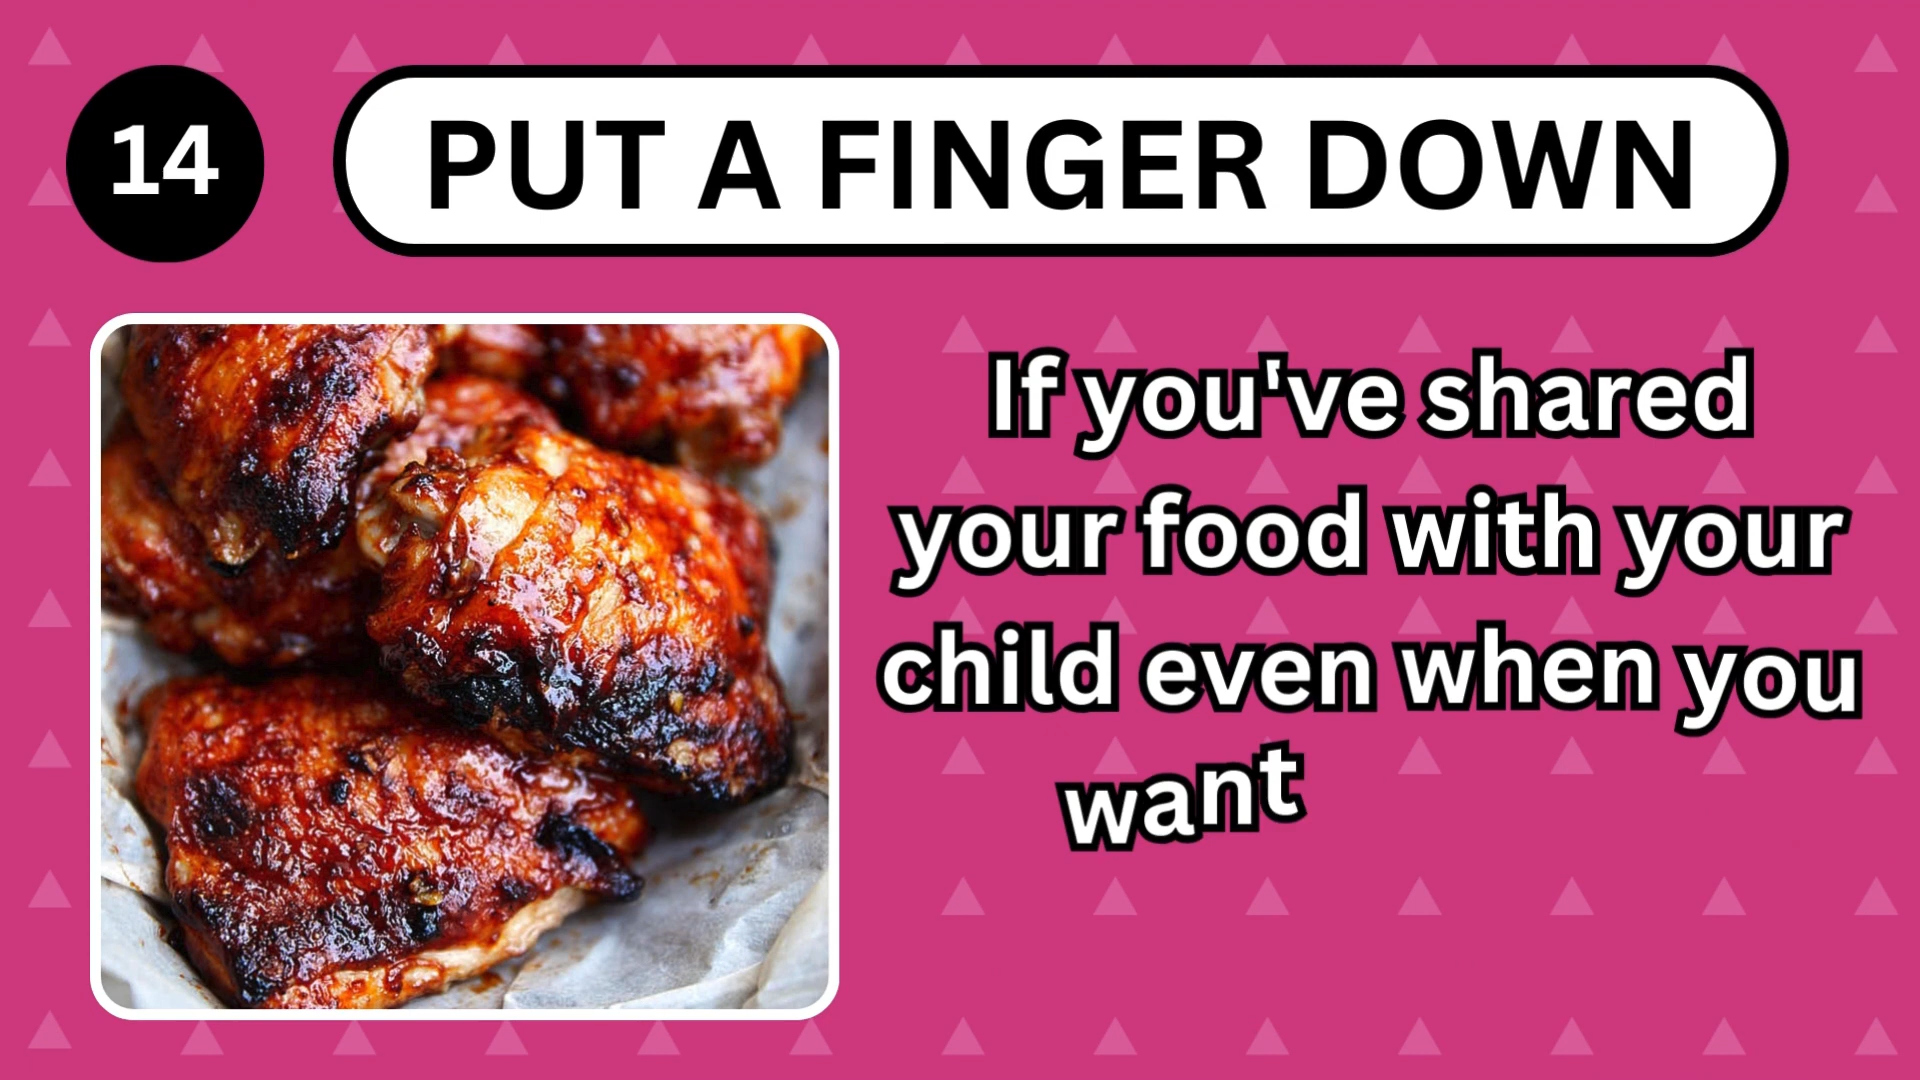 14
PUT A FINGER DOWN
If you've shared
your food with your
child even when you
want